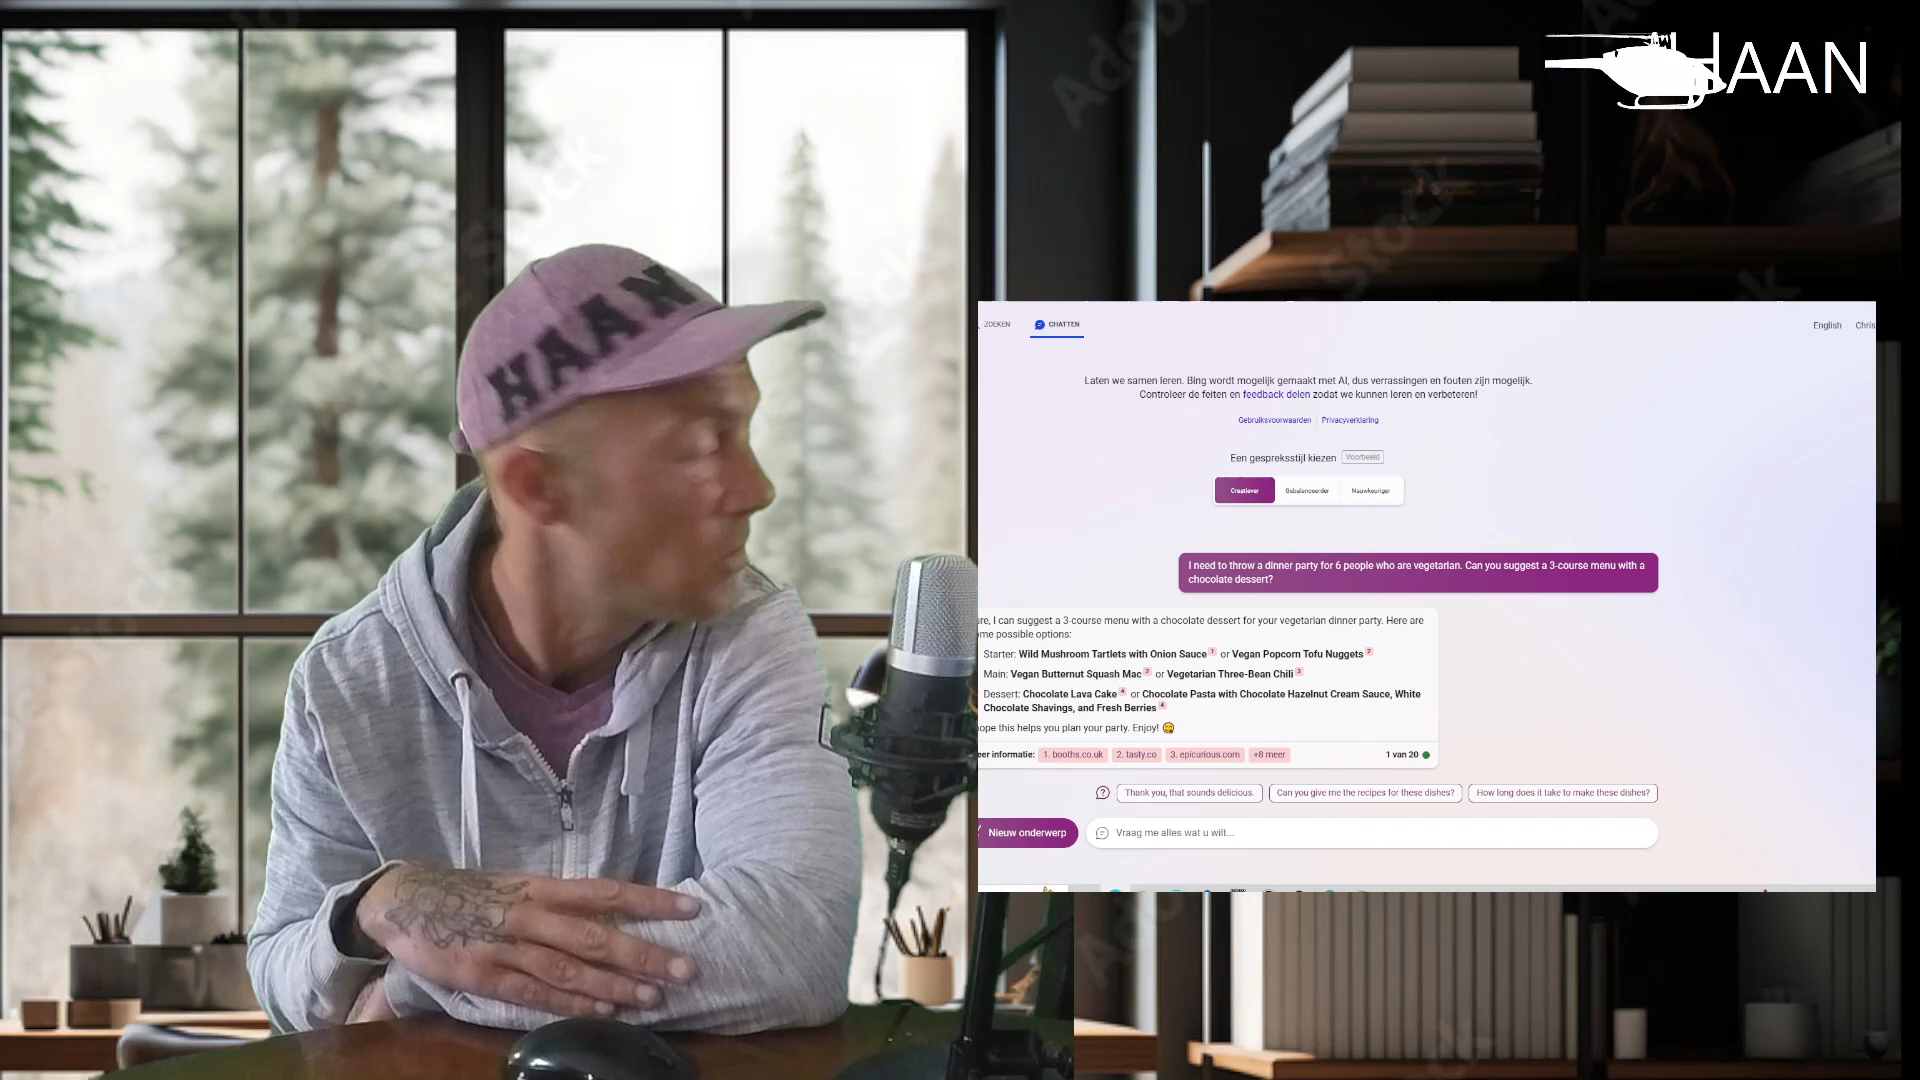 HAAN
HAAN
ZOEKEN
CHATTEN
English
Chris
Laten we samen leren. Bing wordt mogelijk gemaakt met AI, dus verrassingen en fouten zijn mogelijk.
Controleer de feiten en feedback delen zodat we kunnen leren en verbeteren!
Gebruiksvoorwaarden
Privacyverklaring
Een gespreksstijl kiezen Voorbeeld
Creatiever
Gebalanceerder
Nauwkeuriger
I need to throw a dinner party for 6 people who are vegetarian. Can you suggest a 3-course menu with a
chocolate dessert?
ure, I can suggest a 3-course menu with a chocolate dessert for your vegetarian dinner party. Here are
ome possible options:
Starter: Wild Mushroom Tartlets with Onion Sauce 1 or Vegan Popcorn Tofu Nuggets 2
Main: Vegan Butternut Squash Mac 2 or Vegetarian Three-Bean Chili 3
Dessert: Chocolate Lava Cake 4 or Chocolate Pasta with Chocolate Hazelnut Cream Sauce, White
Chocolate Shavings, and Fresh Berries 4
ope this helps you plan your party. Enjoy! 😋
eer informatie: 1. booths.co.uk 2. tasty.co 3. epicurious.com +8 meer 1 van 20
Thank you, that sounds delicious.
Can you give me the recipes for these dishes?
How long does it take to make these dishes?
Nieuw onderwerp
Vraag me alles wat u wilt...